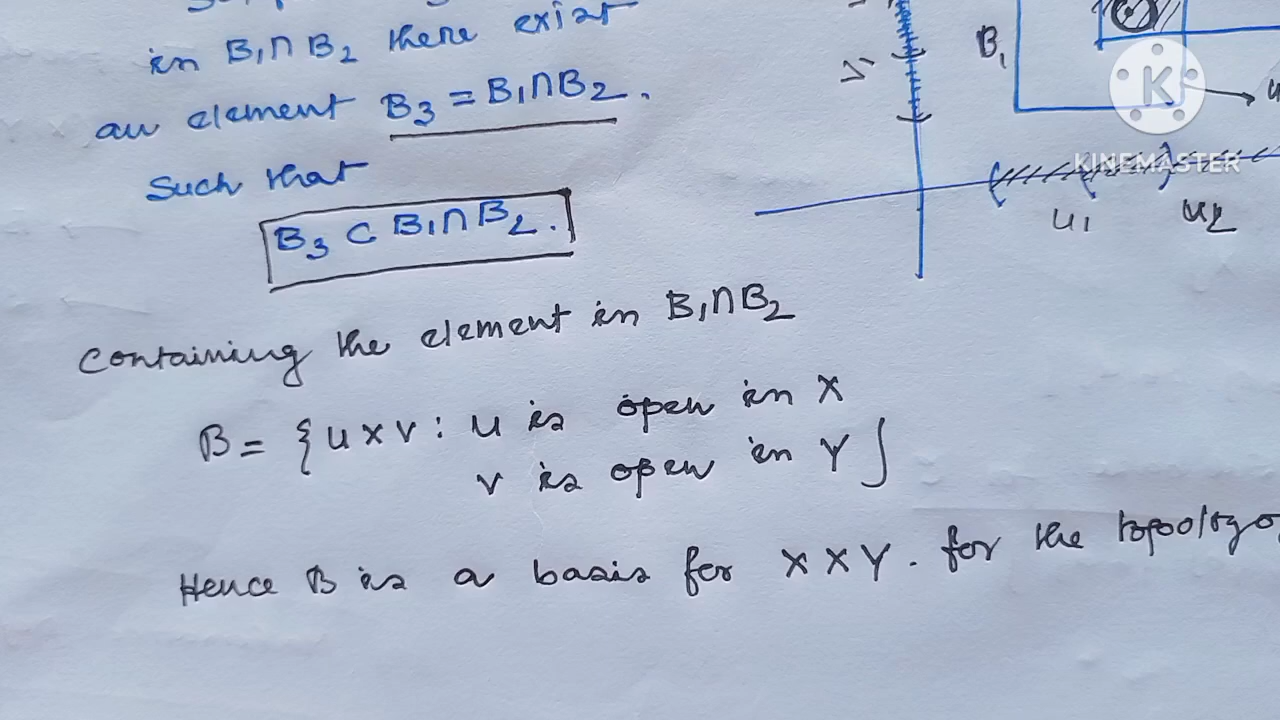 in B₁∩B₂ there exist
an element B₃ = B₁∩B₂.
Such that
B₃ ⊂ B₁∩B₂.
Containing the element in B₁∩B₂
B = { U x V : U is open in X
V is open in Y }
Hence B is a basis for X X Y. for the
B₁
V₁
U₁
U₂
K
KINEMASTER